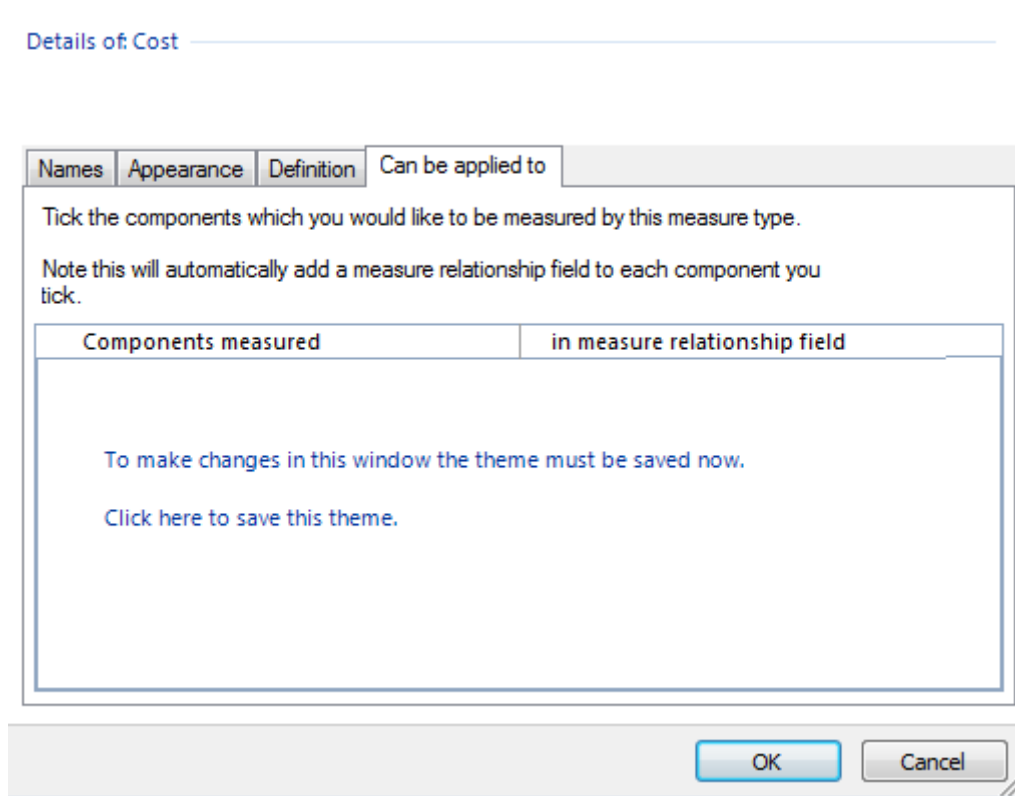 Details of: Cost
Names Appearance Definition Can be applied to
Tick the components which you would like to be measured by this measure type.
Note this will automatically add a measure relationship field to each component you
tick.
Components measured in measure relationship field
To make changes in this window the theme must be saved now.
Click here to save this theme.
OK Cancel